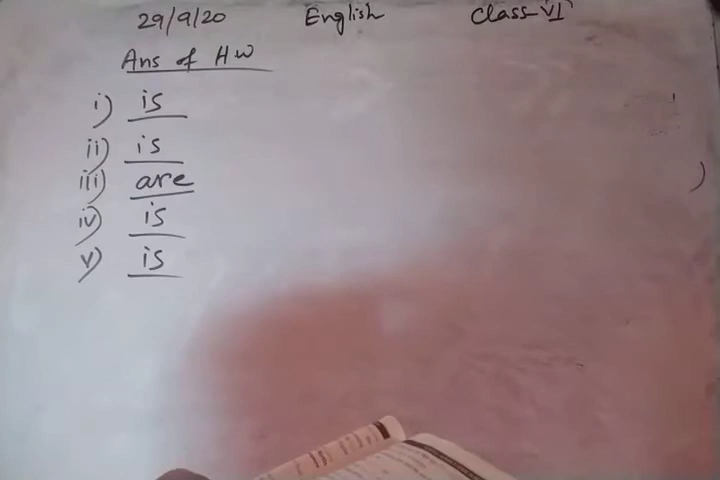 29/9/20 English Class-VI
Ans of HW
i) is
ii) is
iii) are
iv) is
v) is